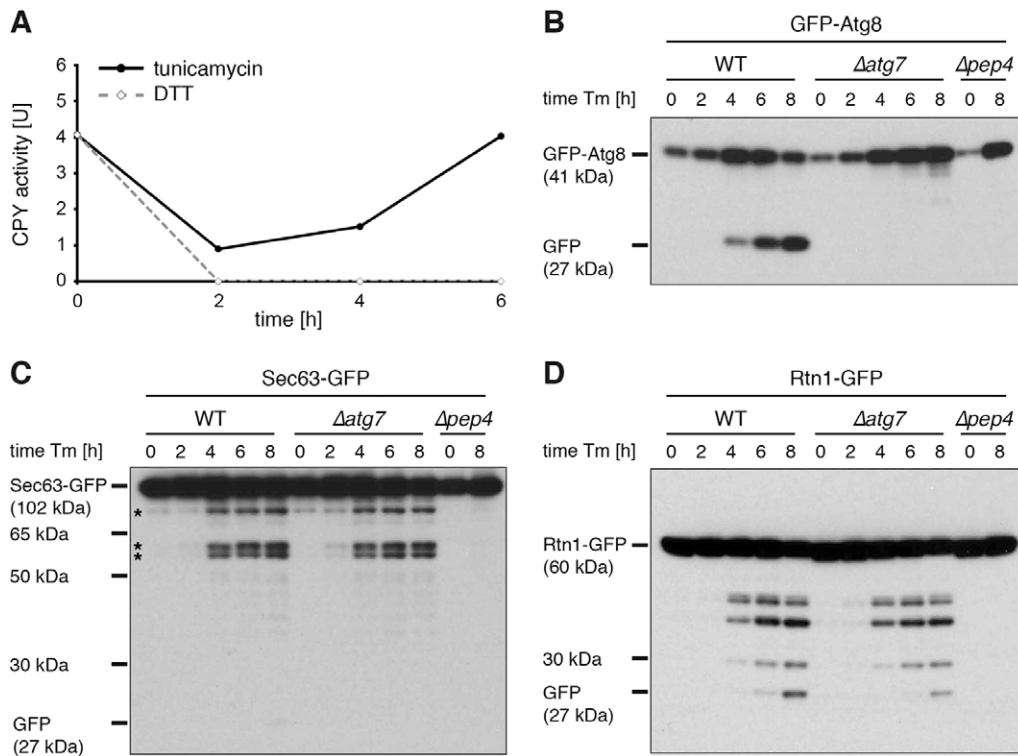 A
6
5
4
3
2
1
0
CPY activity [U]
tunicamycin
DTT
0 2 4 6
time [h]
B
GFP-Atg8
WT Δatg7 Δpep4
time Tm [h] 0 2 4 6 8 0 2 4 6 8 0 8
GFP-Atg8
(41 kDa)
GFP
(27 kDa)
C
Sec63-GFP
WT Δatg7 Δpep4
time Tm [h] 0 2 4 6 8 0 2 4 6 8 0 8
Sec63-GFP
(102 kDa)
*
65 kDa
*
*
50 kDa
30 kDa
GFP
(27 kDa)
D
Rtn1-GFP
WT Δatg7 Δpep4
time Tm [h] 0 2 4 6 8 0 2 4 6 8 0 8
Rtn1-GFP
(60 kDa)
30 kDa
GFP
(27 kDa)